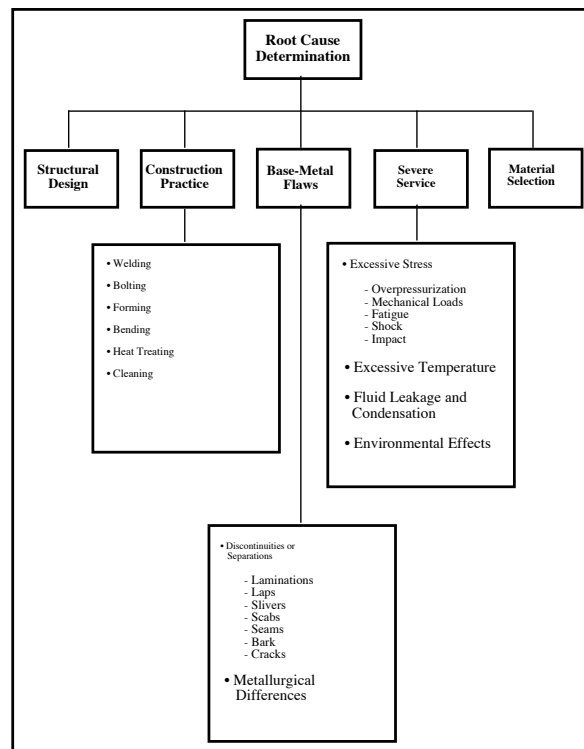 Root Cause
Determination
Structural
Design
Construction
Practice
Base-Metal
Flaws
Severe
Service
Material
Selection
• Welding
• Bolting
• Forming
• Bending
• Heat Treating
• Cleaning
• Excessive Stress
- Overpressurization
- Mechanical Loads
- Fatigue
- Shock
- Impact
• Excessive Temperature
• Fluid Leakage and
Condensation
• Environmental Effects
• Discontinuities or
Separations
- Laminations
- Laps
- Slivers
- Scabs
- Seams
- Bark
- Cracks
• Metallurgical
Differences